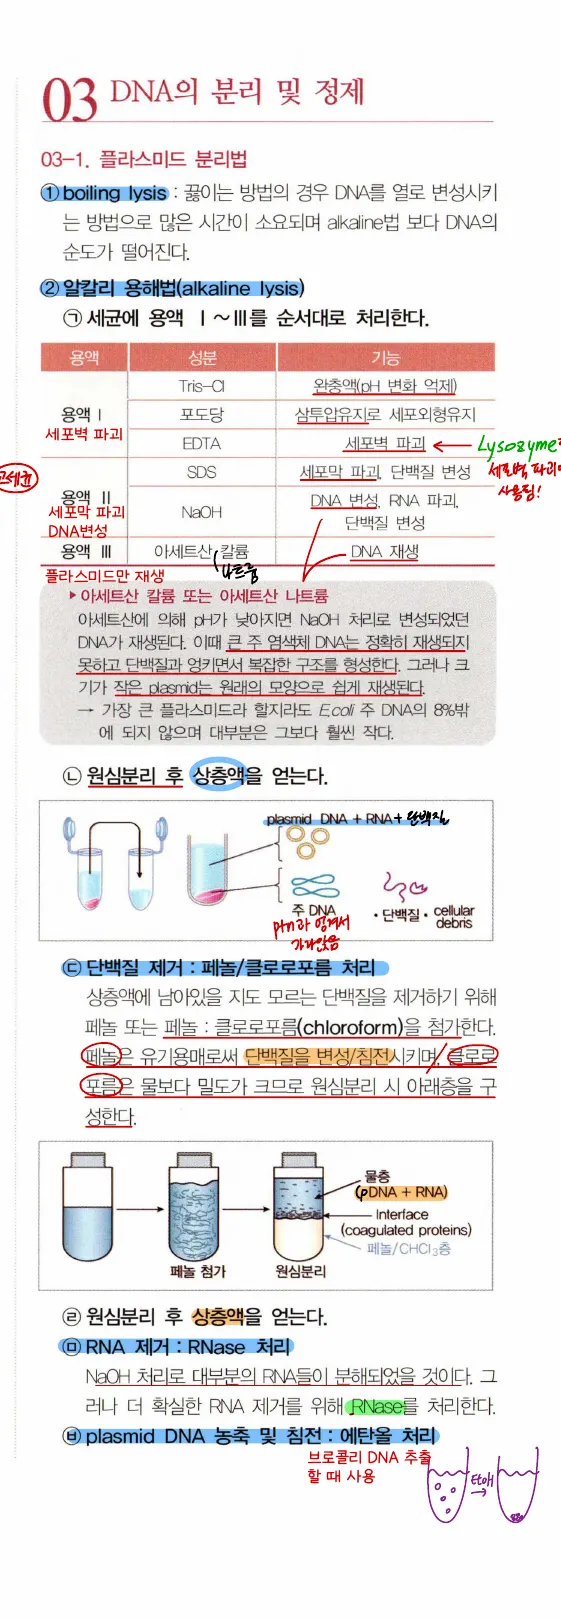 03 DNA의 분리 및 정제
03-1. 플라스미드 분리법
① boiling lysis : 끓이는 방법의 경우 DNA를 열로 변성시키
는 방법으로 많은 시간이 소요되며 alkaline법 보다 DNA의
순도가 떨어진다.
② 알칼리 용해법(alkaline lysis)
㉠ 세균에 용액 Ⅰ~Ⅲ를 순서대로 처리한다.
용액 성분 기능
Tris-Cl 완충액(pH 변화 억제)
용액 Ⅰ 포도당 삼투압유지로 세포외형유지
세포벽 파괴
EDTA 세포벽 파괴 ← Lysozyme
세포벽 파괴
사용됨!
SDS 세포막 파괴, 단백질 변성
용액 Ⅱ
세포막 파괴
DNA변성
NaOH DNA 변성, RNA 파괴,
단백질 변성
용액 Ⅲ 아세트산 칼륨 DNA 재생
나트륨
플라스미드만 재생
▶ 아세트산 칼륨 또는 아세트산 나트륨
아세트산에 의해 pH가 낮아지면 NaOH 처리로 변성되었던
DNA가 재생된다. 이때 큰 주 염색체 DNA는 정확히 재생되지
못하고 단백질과 엉키면서 복잡한 구조를 형성한다. 그러나 크
기가 작은 plasmid는 원래의 모양으로 쉽게 재생된다.
→ 가장 큰 플라스미드라 할지라도 E.coli 주 DNA의 8%밖
에 되지 않으며 대부분은 그보다 훨씬 작다.
㉡ 원심분리 후 상층액을 얻는다.
plasmid DNA + RNA + 단백질
주 DNA
ptn과 엉켜서
가라앉음
• 단백질 • cellular
debris
㉢ 단백질 제거 : 페놀/클로로포름 처리
상층액에 남아있을 지도 모르는 단백질을 제거하기 위해
페놀 또는 페놀 : 클로로포름(chloroform)을 첨가한다.
페놀은 유기용매로써 단백질을 변성/침전시키며, 클로로
포름은 물보다 밀도가 크므로 원심분리 시 아래층을 구
성한다.
물층
(pDNA + RNA)
Interface
(coagulated proteins)
페놀/CHCl₃층
페놀 첨가 원심분리
㉣ 원심분리 후 상층액을 얻는다.
㉤ RNA 제거 : RNase 처리
NaOH 처리로 대부분의 RNA들이 분해되었을 것이다. 그
러나 더 확실한 RNA 제거를 위해 RNase를 처리한다.
㉥ plasmid DNA 농축 및 침전 : 에탄올 처리
브로콜리 DNA 추출
할 때 사용